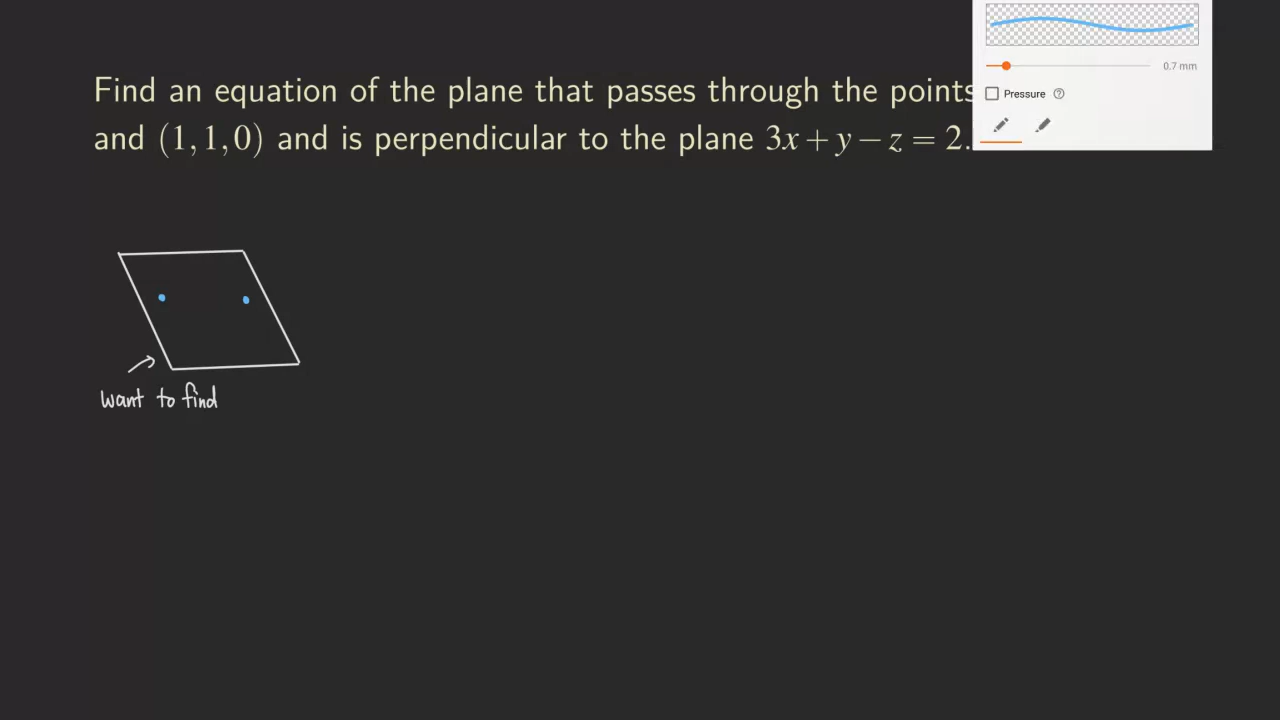 Find an equation of the plane that passes through the points
and (1, 1, 0) and is perpendicular to the plane 3x + y − z = 2.
0.7 mm
Pressure
want to find